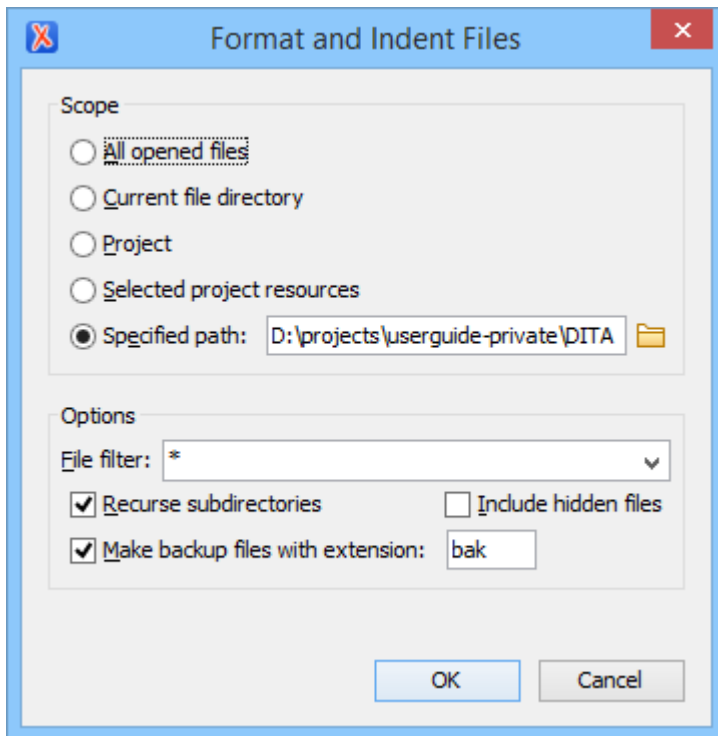 Format and Indent Files
Scope
All opened files
Current file directory
Project
Selected project resources
Specified path: D:\projects\userguide-private\DITA
Options
File filter: *
Recurse subdirectories Include hidden files
Make backup files with extension: bak
OK Cancel